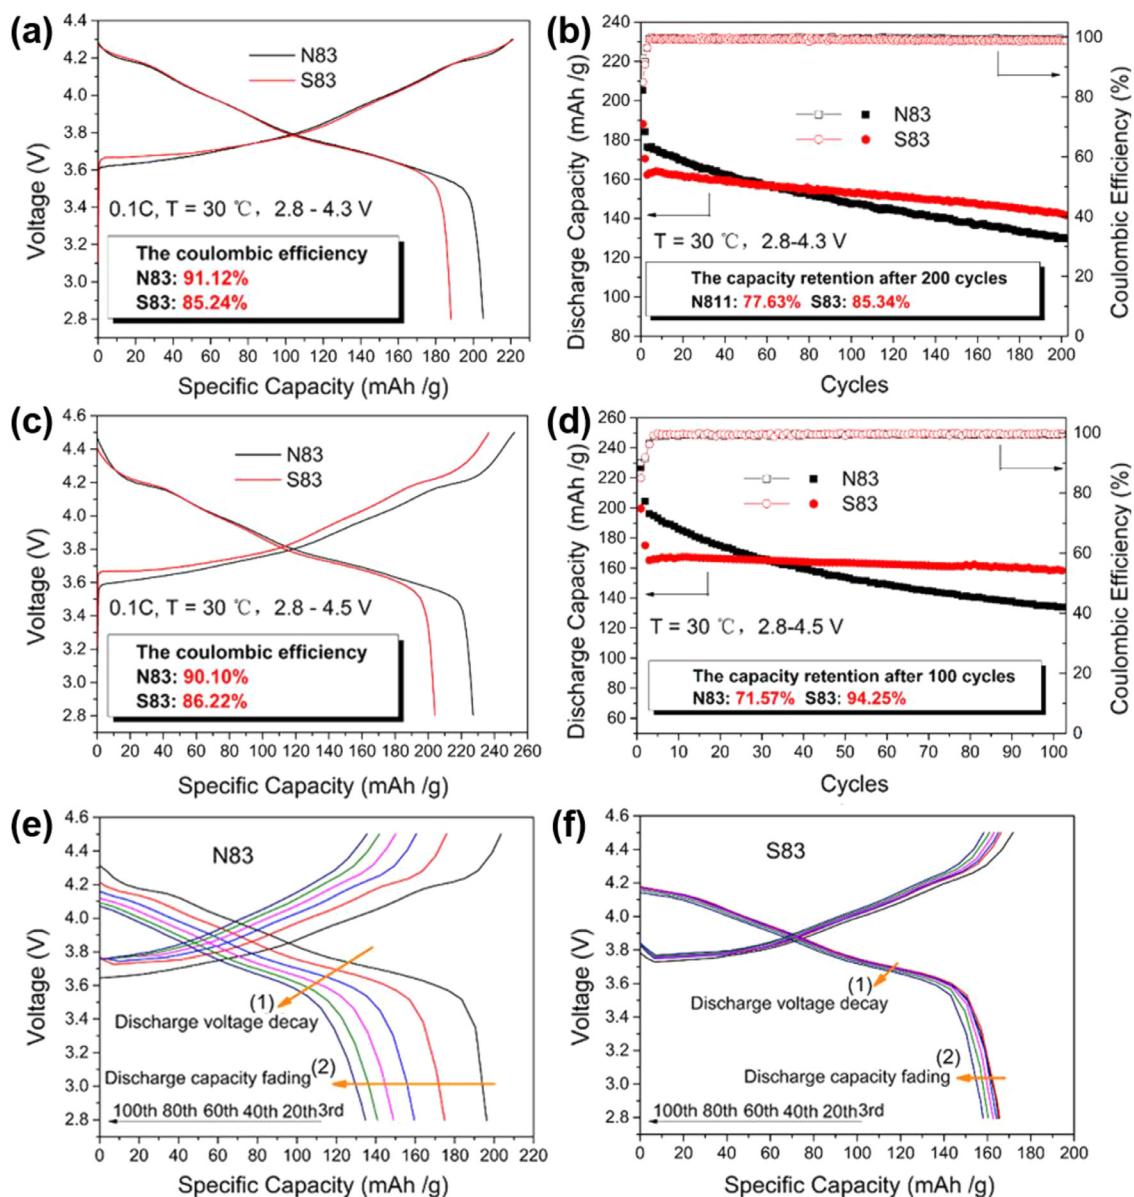 (a)
4.4
4.0
3.6
3.2
2.8
Voltage (V)
N83
S83
0.1C, T = 30 ℃, 2.8 - 4.3 V
The coulombic efficiency
N83: 91.12%
S83: 85.24%
0 20 40 60 80 100 120 140 160 180 200 220
Specific Capacity (mAh /g)
(b)
240
220
200
180
160
140
120
100
80
Discharge Capacity (mAh /g)
N83
S83
T = 30 ℃, 2.8-4.3 V
The capacity retention after 200 cycles
N811: 77.63% S83: 85.34%
100
80
60
40
20
0
Coulombic Efficiency (%)
0 20 40 60 80 100 120 140 160 180 200
Cycles
(c)
4.6
4.4
4.2
4.0
3.8
3.6
3.4
3.2
3.0
2.8
Voltage (V)
N83
S83
0.1C, T = 30 ℃, 2.8 - 4.5 V
The coulombic efficiency
N83: 90.10%
S83: 86.22%
0 20 40 60 80 100 120 140 160 180 200 220 240 260
Specific Capacity (mAh /g)
(d)
260
240
220
200
180
160
140
120
100
80
60
Discharge Capacity (mAh /g)
N83
S83
T = 30 ℃, 2.8-4.5 V
The capacity retention after 100 cycles
N83: 71.57% S83: 94.25%
100
80
60
40
20
0
Coulombic Efficiency (%)
0 10 20 30 40 50 60 70 80 90 100
Cycles
(e)
4.6
4.4
4.2
4.0
3.8
3.6
3.4
3.2
3.0
2.8
Voltage (V)
N83
(1)
Discharge voltage decay
(2)
Discharge capacity fading
100th 80th 60th 40th 20th 3rd
0 20 40 60 80 100 120 140 160 180 200 220
Specific Capacity (mAh /g)
(f)
4.6
4.4
4.2
4.0
3.8
3.6
3.4
3.2
3.0
2.8
Voltage (V)
S83
(1)
Discharge voltage decay
(2)
Discharge capacity fading
100th 80th 60th 40th 20th 3rd
0 20 40 60 80 100 120 140 160 180 200
Specific Capacity (mAh /g)